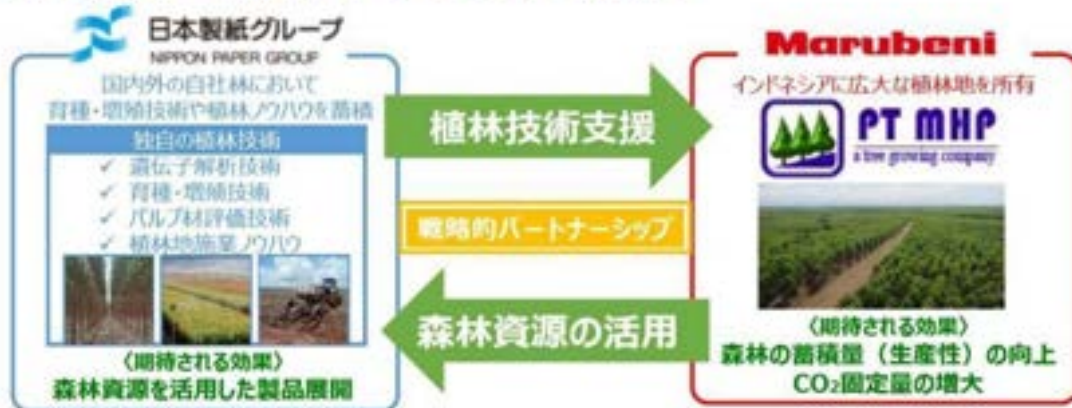 日本製紙グループ
NIPPON PAPER GROUP
国内外の自社林において
育種・増殖技術や植林ノウハウを蓄積
独自の植林技術
✓ 遺伝子解析技術
✓ 育種・増殖技術
✓ パルプ材評価技術
✓ 植林地施業ノウハウ
〈期待される効果〉
森林資源を活用した製品展開
植林技術支援
戦略的パートナーシップ
森林資源の活用
Marubeni
インドネシアに広大な植林地を所有
PT MHP
a tree growing company
〈期待される効果〉
森林の蓄積量（生産性）の向上
CO₂固定量の増大